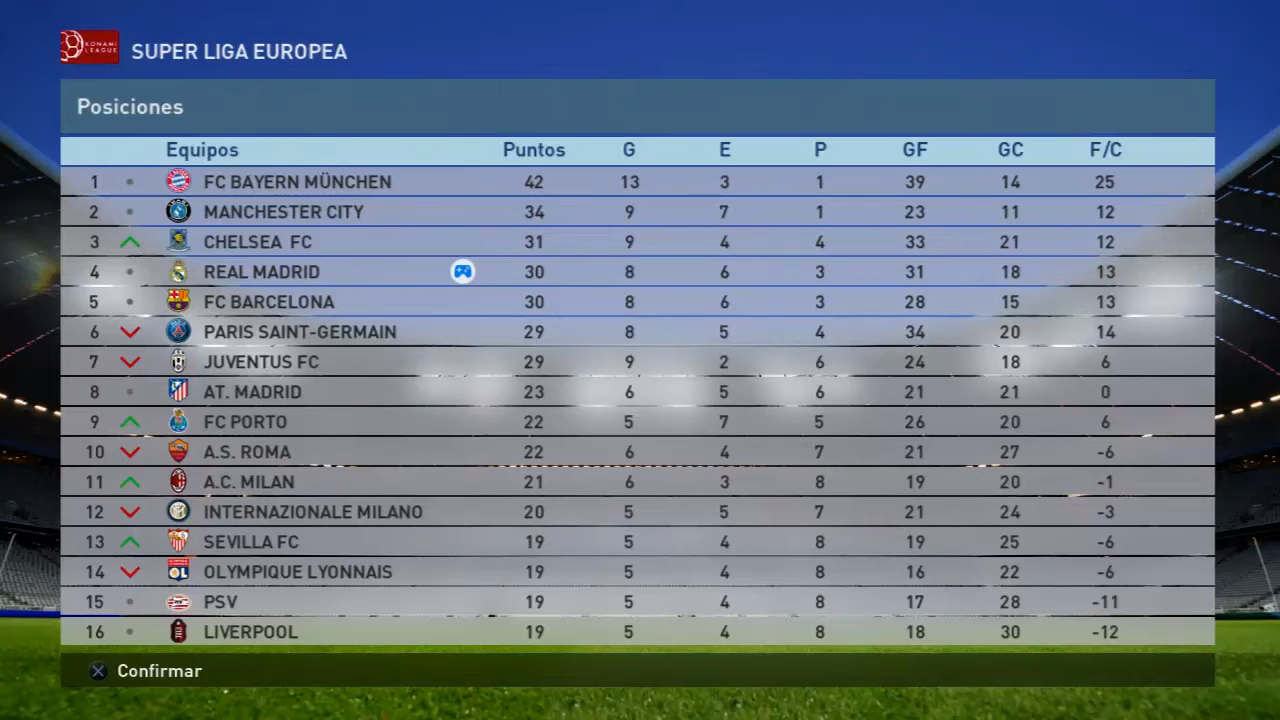 KONAMI LEAGUE SUPER LIGA EUROPEA
Posiciones
Equipos Puntos G E P GF GC F/C
1 FC BAYERN MÜNCHEN 42 13 3 1 39 14 25
2 MANCHESTER CITY 34 9 7 1 23 11 12
3 CHELSEA FC 31 9 4 4 33 21 12
4 REAL MADRID 30 8 6 3 31 18 13
5 FC BARCELONA 30 8 6 3 28 15 13
6 PARIS SAINT-GERMAIN 29 8 5 4 34 20 14
7 JUVENTUS FC 29 9 2 6 24 18 6
8 AT. MADRID 23 6 5 6 21 21 0
9 FC PORTO 22 5 7 5 26 20 6
10 A.S. ROMA 22 6 4 7 21 27 -6
11 A.C. MILAN 21 6 3 8 19 20 -1
12 INTERNAZIONALE MILANO 20 5 5 7 21 24 -3
13 SEVILLA FC 19 5 4 8 19 25 -6
14 OLYMPIQUE LYONNAIS 19 5 4 8 16 22 -6
15 PSV 19 5 4 8 17 28 -11
16 LIVERPOOL 19 5 4 8 18 30 -12
Confirmar